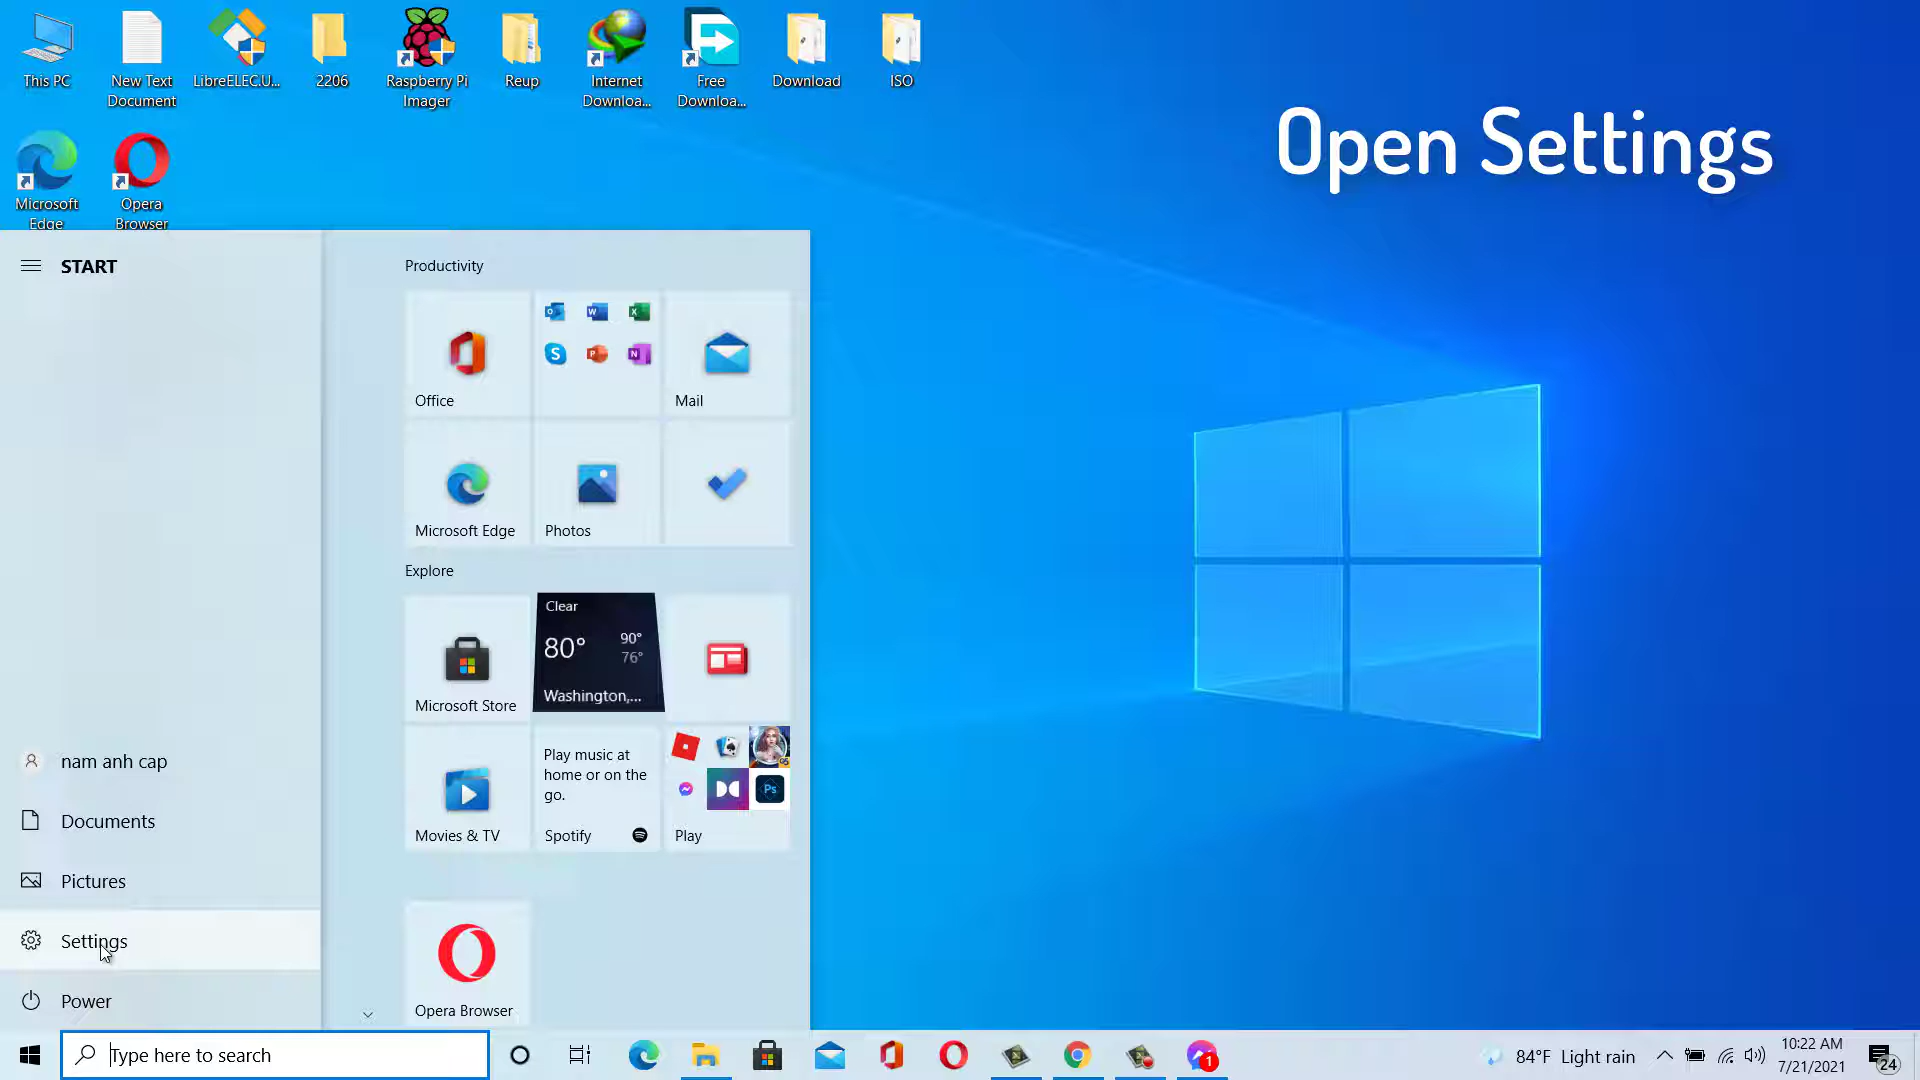 This PC
New Text
Document
LibreELEC.U...
2206
Raspberry Pi
Imager
Reup
Internet
Downloa...
Free
Downloa...
Download
ISO
Microsoft
Edge
Opera
Browser
Open Settings
START
Productivity
Office
Mail
Microsoft Edge
Photos
Explore
Microsoft Store
Clear
80°
90°
76°
Washington,...
Movies & TV
Play music at
home or on the
go.
Spotify
Ps
Play
Opera Browser
nam anh cap
Documents
Pictures
Settings
Power
Type here to search
1
84°F Light rain
10:22 AM
7/21/2021
24